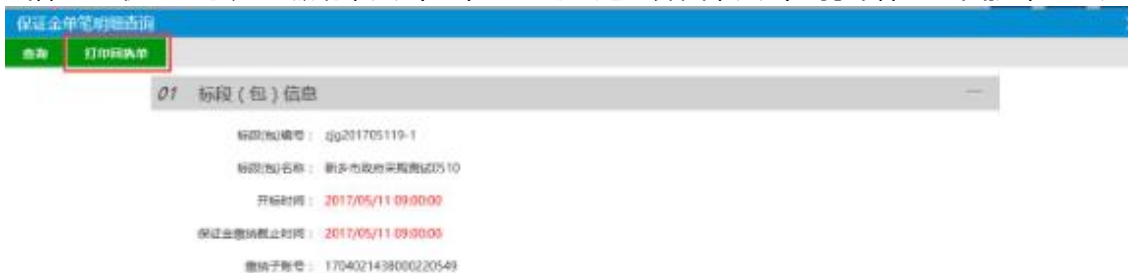 保证金单笔明细查询
查询 打印回执单
01 标段（包）信息
标段(包)编号： zjg201705119-1
标段(包)名称： 新乡市政府采购测试0510
开标时间： 2017/05/11 09:00:00
保证金缴纳截止时间： 2017/05/11 09:00:00
缴纳子账号： 1704021438000220549